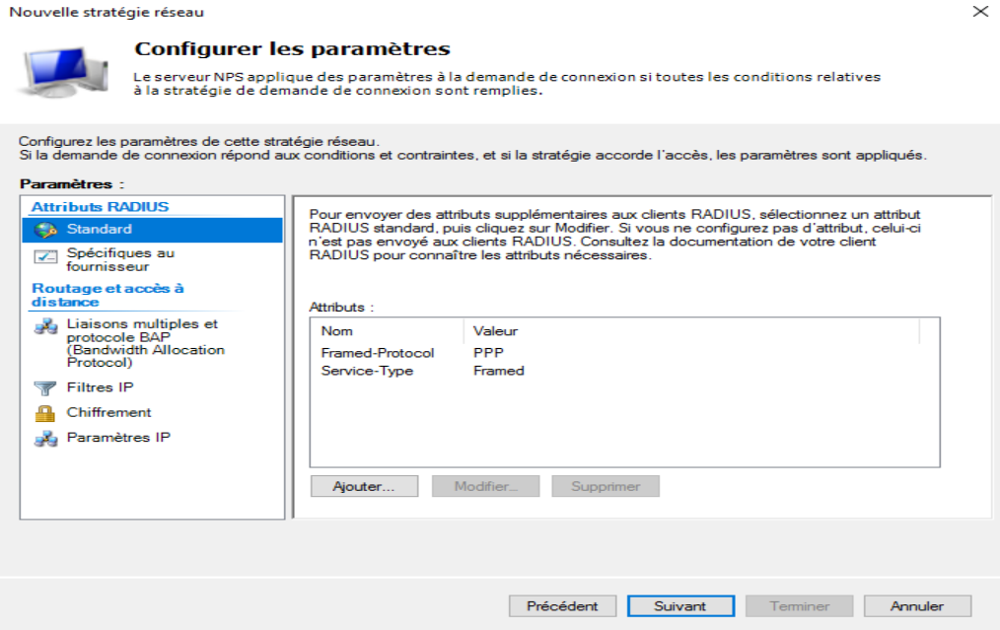 Nouvelle stratégie réseau
Configurer les paramètres
Le serveur NPS applique des paramètres à la demande de connexion si toutes les conditions relatives
à la stratégie de demande de connexion sont remplies.
Configurez les paramètres de cette stratégie réseau.
Si la demande de connexion répond aux conditions et contraintes, et si la stratégie accorde l'accès, les paramètres sont appliqués.
Paramètres :
Attributs RADIUS
Standard
Spécifiques au
fournisseur
Routage et accès à
distance
Liaisons multiples et
protocole BAP
(Bandwidth Allocation
Protocol)
Filtres IP
Chiffrement
Paramètres IP
Pour envoyer des attributs supplémentaires aux clients RADIUS, sélectionnez un attribut
RADIUS standard, puis cliquez sur Modifier. Si vous ne configurez pas d'attribut, celui-ci
n'est pas envoyé aux clients RADIUS. Consultez la documentation de votre client
RADIUS pour connaître les attributs nécessaires.
Attributs :
Nom Valeur
Framed-Protocol PPP
Service-Type Framed
Ajouter... Modifier... Supprimer
Précédent Suivant Terminer Annuler